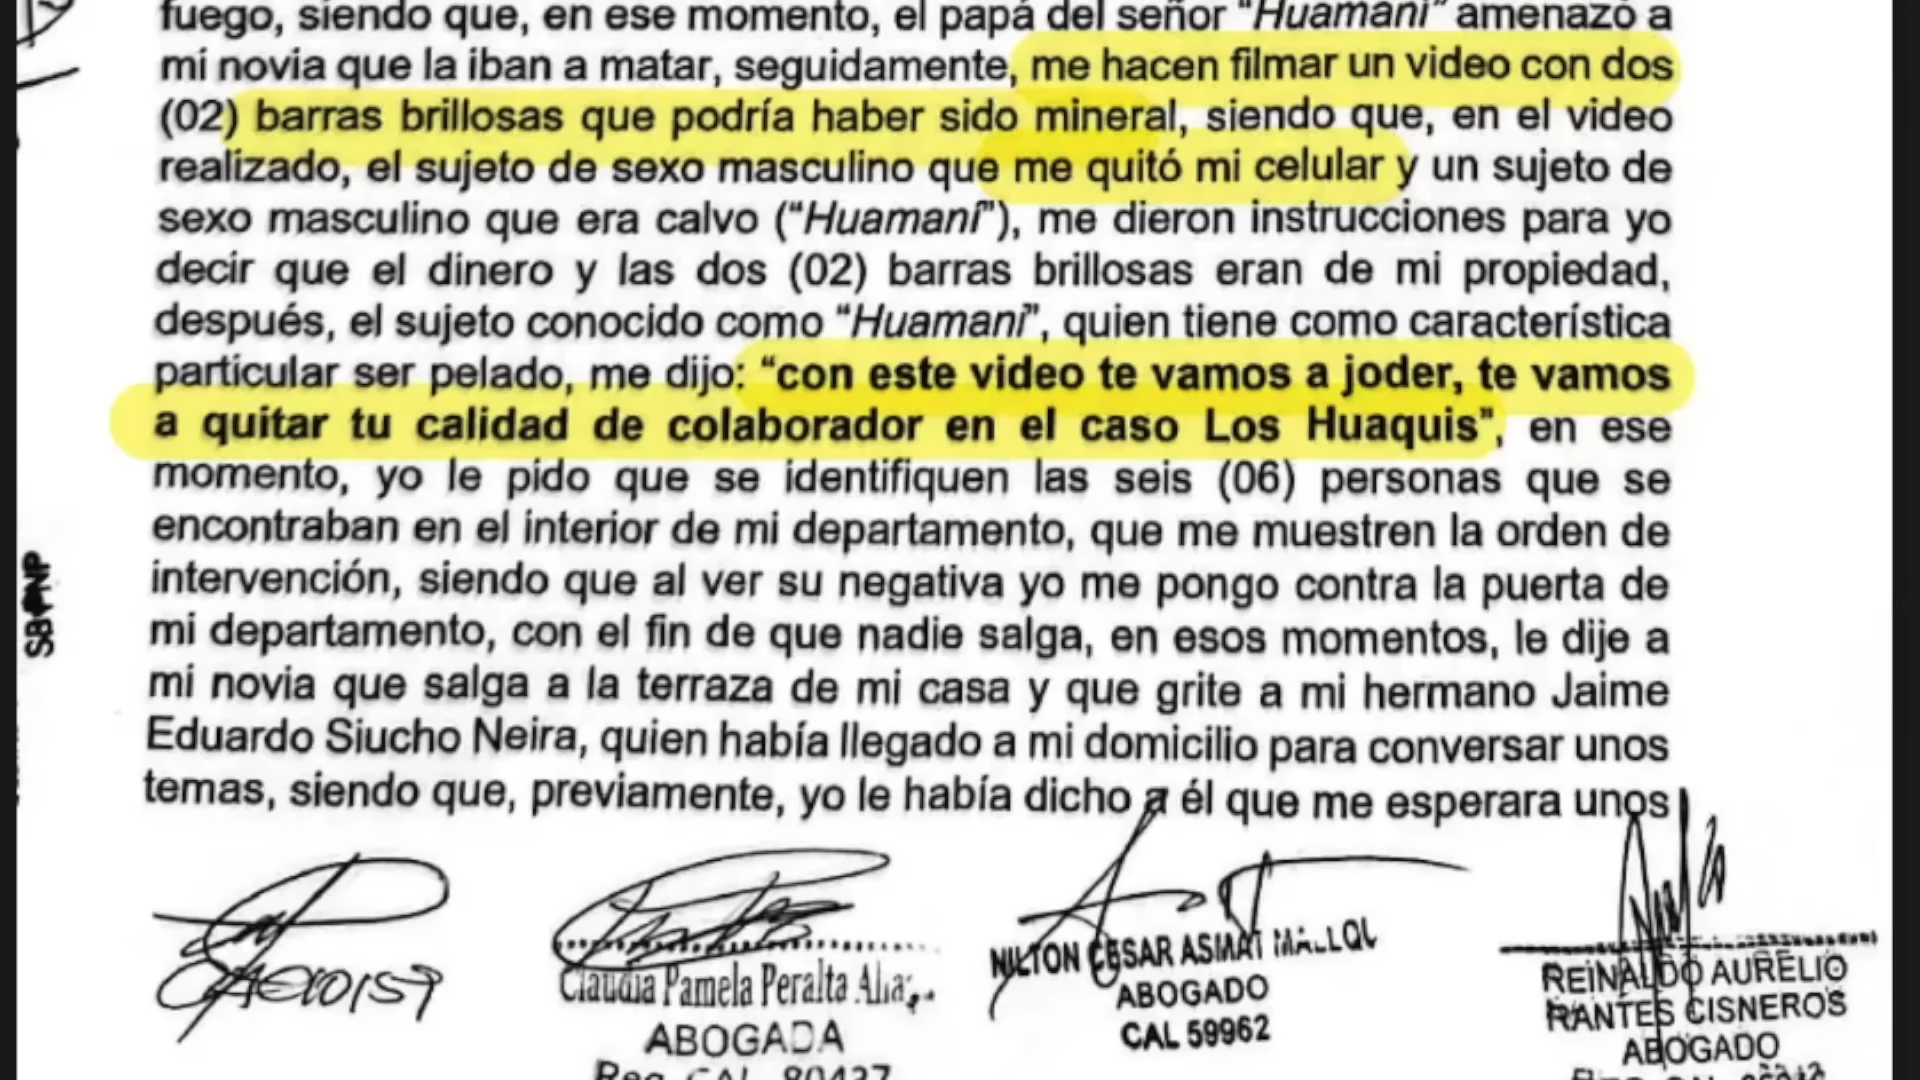 fuego, siendo que, en ese momento, el papá del señor “Huamaní” amenazó a
mi novia que la iban a matar, seguidamente, me hacen filmar un video con dos
(02) barras brillosas que podría haber sido mineral, siendo que, en el video
realizado, el sujeto de sexo masculino que me quitó mi celular y un sujeto de
sexo masculino que era calvo (“Huamaní”), me dieron instrucciones para yo
decir que el dinero y las dos (02) barras brillosas eran de mi propiedad,
después, el sujeto conocido como “Huamaní”, quien tiene como característica
particular ser pelado, me dijo: “con este video te vamos a joder, te vamos
a quitar tu calidad de colaborador en el caso Los Huaquis”, en ese
momento, yo le pido que se identifiquen las seis (06) personas que se
encontraban en el interior de mi departamento, que me muestren la orden de
intervención, siendo que al ver su negativa yo me pongo contra la puerta de
mi departamento, con el fin de que nadie salga, en esos momentos, le dije a
mi novia que salga a la terraza de mi casa y que grite a mi hermano Jaime
Eduardo Siucho Neira, quien había llegado a mi domicilio para conversar unos
temas, siendo que, previamente, yo le había dicho a él que me esperara unos
Claudia Pamela Peralta
ABOGADA
Reg. CAL. 80437
NILTON CESAR ASMAT
ABOGADO
CAL 59962
REINALDO AURELIO
RANTES CISNEROS
ABOGADO